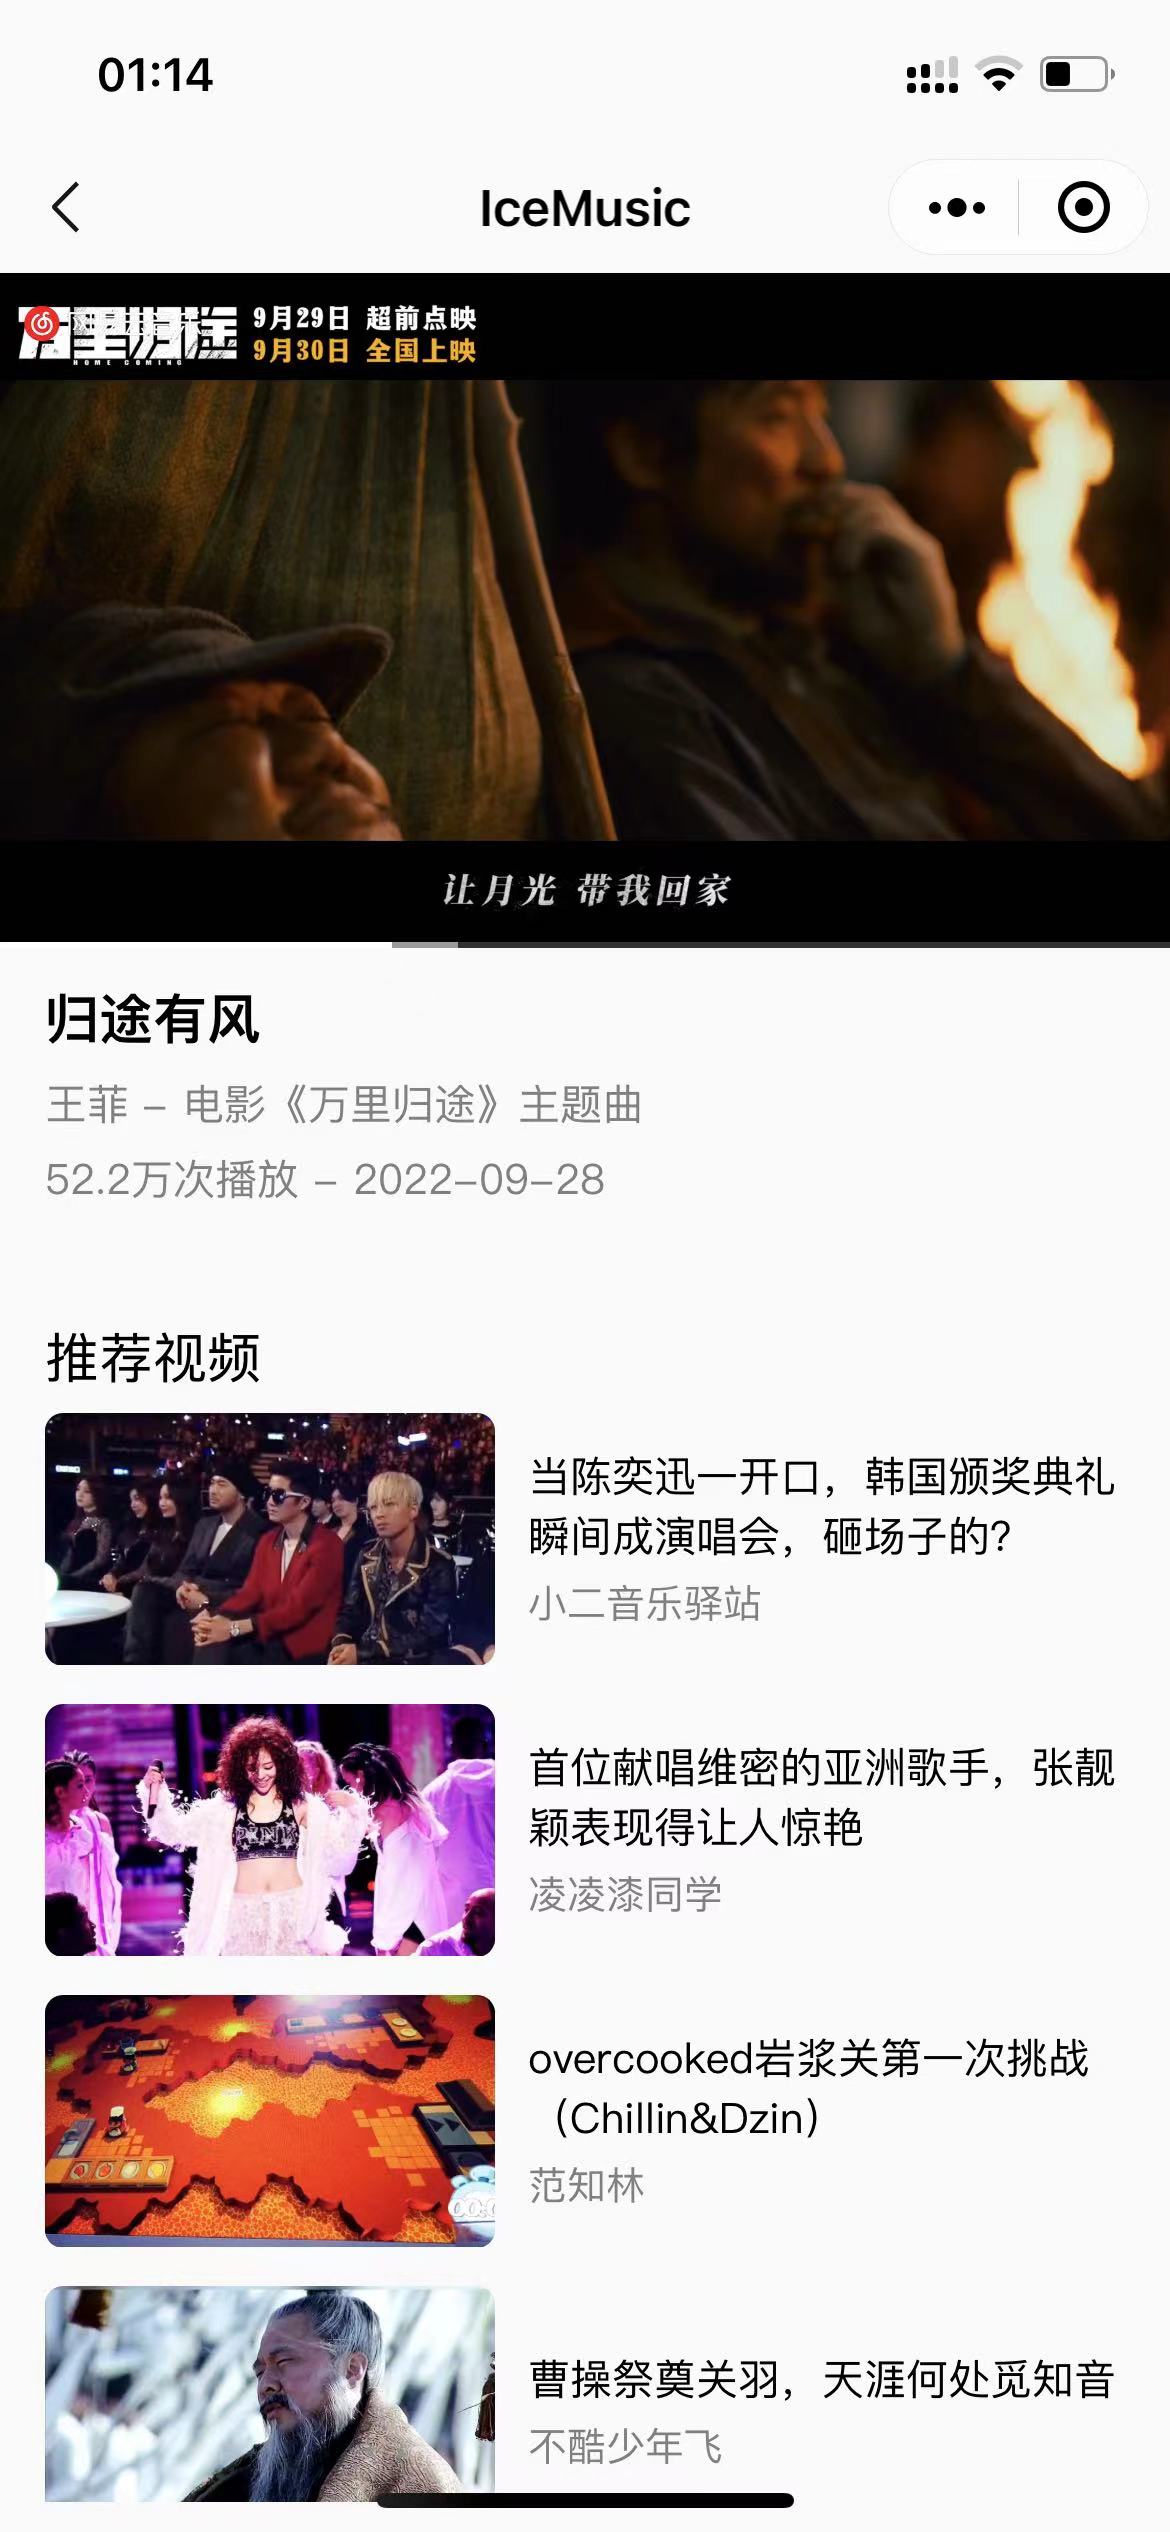 01:14
IceMusic
万里归途
HOME COMING
9月29日 超前点映
9月30日 全国上映
让月光 带我回家
归途有风
王菲 - 电影《万里归途》主题曲
52.2万次播放 - 2022-09-28
推荐视频
当陈奕迅一开口，韩国颁奖典礼
瞬间成演唱会，砸场子的？
小二音乐驿站
首位献唱维密的亚洲歌手，张靓
颖表现得让人惊艳
PINK
凌凌漆同学
overcooked岩浆关第一次挑战
（Chillin&Dzin）
范知林
曹操祭奠关羽，天涯何处觅知音
不酷少年飞